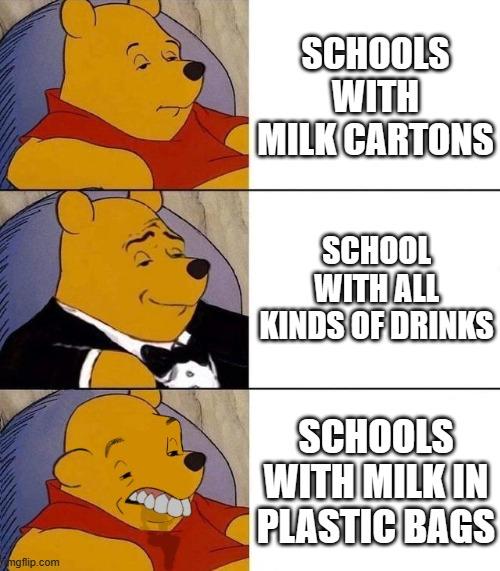 SCHOOLS
WITH
MILK CARTONS
SCHOOL
WITH ALL
KINDS OF DRINKS
SCHOOLS
WITH MILK IN
PLASTIC BAGS
imgflip.com